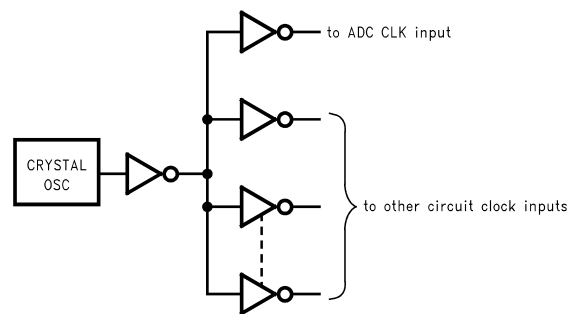 to ADC CLK input
CRYSTAL
OSC
to other circuit clock inputs